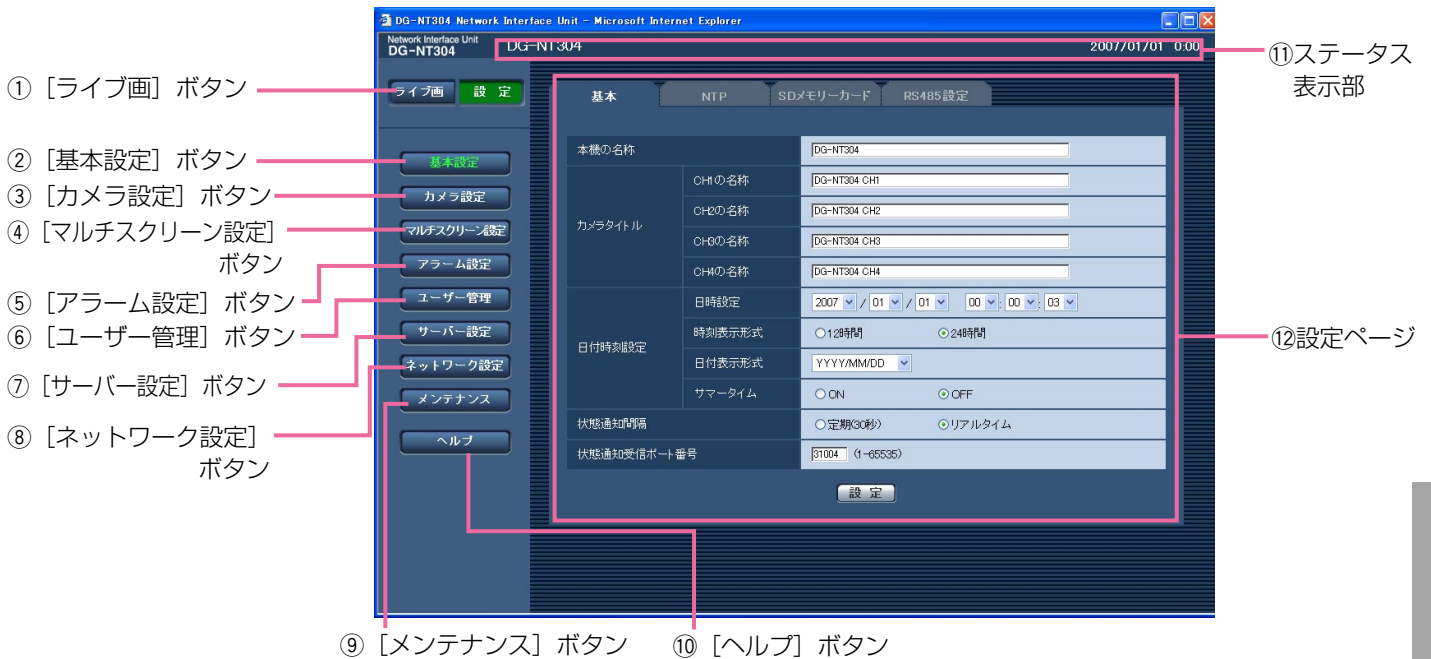 DG-NT304 Network Interface Unit - Microsoft Internet Explorer
Network Interface Unit
DG-NT304
DG-NT304
2007/01/01 0:00
⑪ステータス
表示部
①［ライブ画］ボタン
ライブ画
設 定
基本
NTP
SDメモリーカード
RS485設定
②［基本設定］ボタン
③［カメラ設定］ボタン
④［マルチスクリーン設定］
ボタン
⑤［アラーム設定］ボタン
⑥［ユーザー管理］ボタン
⑦［サーバー設定］ボタン
⑧［ネットワーク設定］
ボタン
基本設定
カメラ設定
マルチスクリーン設定
アラーム設定
ユーザー管理
サーバー設定
ネットワーク設定
メンテナンス
ヘルプ
本機の名称
DG-NT304
カメラタイトル
CH1の名称
DG-NT304 CH1
CH2の名称
DG-NT304 CH2
CH3の名称
DG-NT304 CH3
CH4の名称
DG-NT304 CH4
日付時刻設定
日時設定
2007 / 01 / 01 00 : 00 : 03
時刻表示形式
12時間 24時間
日付表示形式
YYYY/MM/DD
サマータイム
ON OFF
状態通知間隔
定期(30秒) リアルタイム
状態通知受信ポート番号
31004 (1-65535)
設 定
⑫設定ページ
⑨［メンテナンス］ボタン
⑩［ヘルプ］ボタン